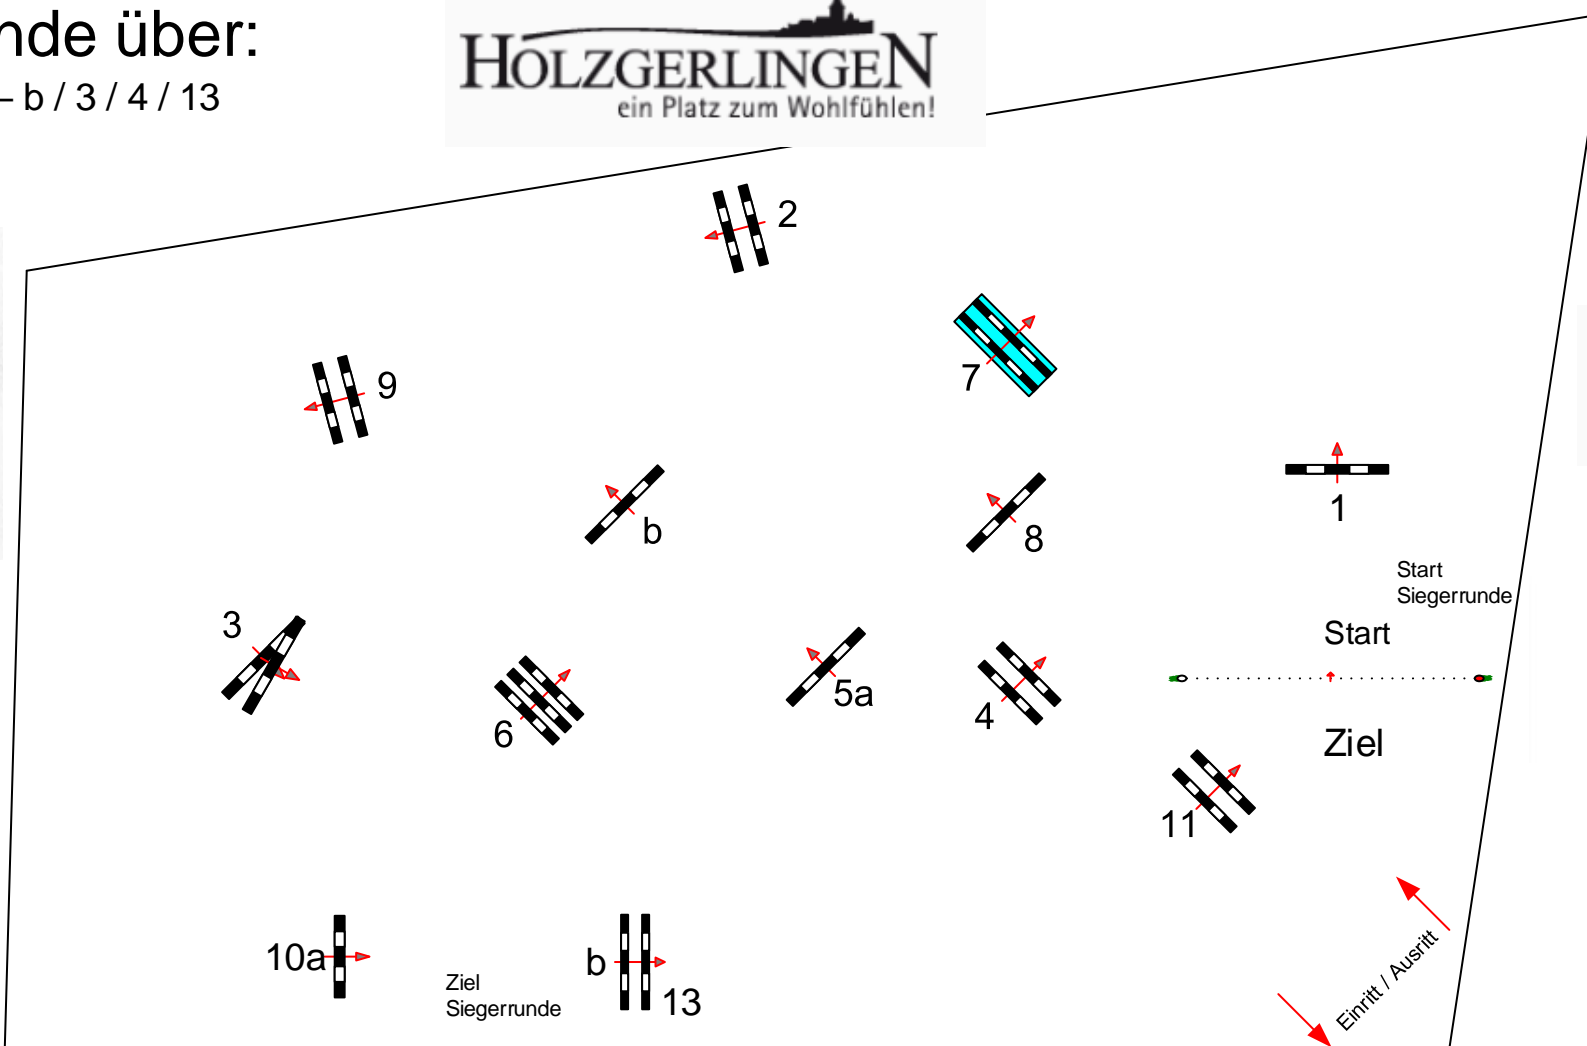 nde über:
– b / 3 / 4 / 13
HOLZGERLINGEN
ein Platz zum Wohlfühlen!
2
7
9
1
b
8
Start
Siegerrunde
3
Start
5a
4
6
Ziel
11
10a
b
13
Ziel
Siegerrunde
Einritt / Ausritt